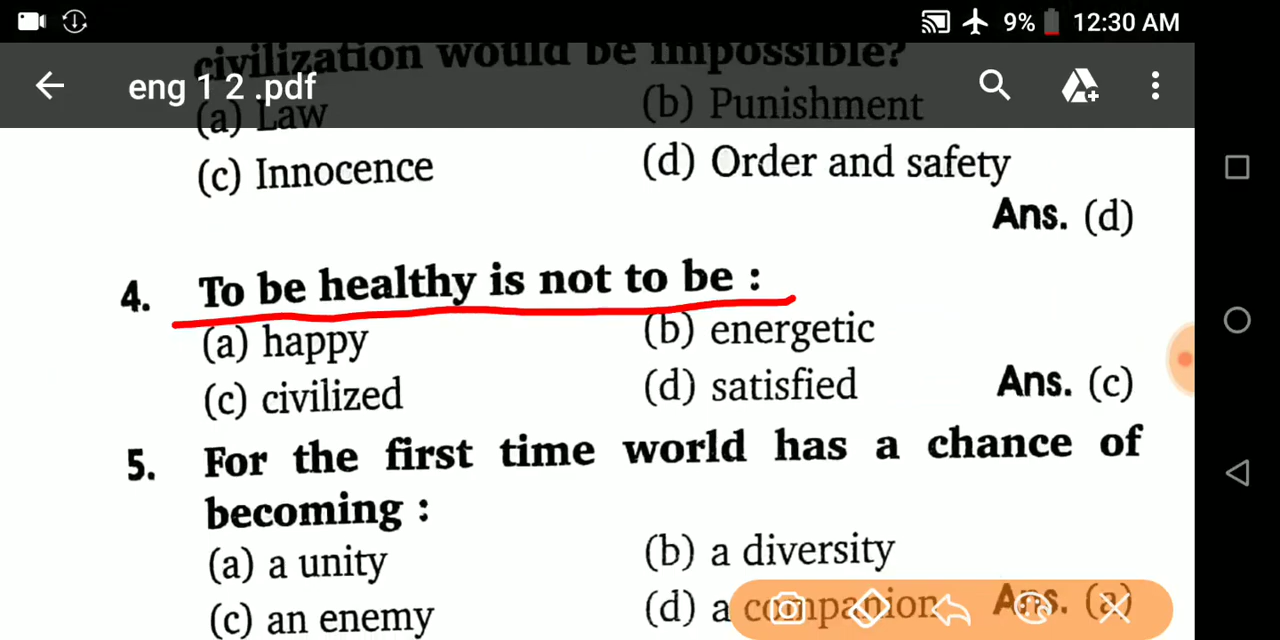 9% 12:30 AM
civilization would be impossible?
eng 1 2 .pdf
(a) Law (b) Punishment
(c) Innocence (d) Order and safety
Ans. (d)
4. To be healthy is not to be :
(a) happy (b) energetic
(c) civilized (d) satisfied Ans. (c)
5. For the first time world has a chance of
becoming :
(a) a unity (b) a diversity
(c) an enemy (d) a companion Ans. (a)